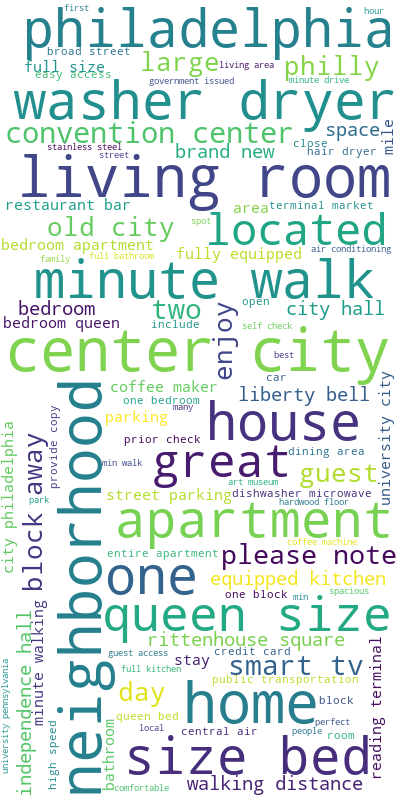 first
hour
philadelphia
broad street
full size
large
living area
philly
easy access
government issued
minute drive
washer dryer
convention center
space
mile
stainless steel
street
brand new
close
hair dryer
living room
restaurant bar
area
terminal market
old city
spot
located
bedroom apartment
fully equipped
air conditioning
family
full bathroom
minute walk
bedroom
two
enjoy
open
city hall
bedroom queen
include
self check
center city
best
coffee maker
car
one bedroom
liberty bell
university city
neighborhood
parking
many
house
city philadelphia
block away
provide copy
prior check
dining area
min walk
great
guest
art museum
park
street parking
dishwasher microwave
hardwood floor
apartment
coffee machine
entire apartment
please note
one
equipped kitchen
one block
min
spacious
queen size
independence hall
minute walking
rittenhouse square
guest access
stay
credit card
smart tv
reading terminal
university pennsylvania
full kitchen
public transportation
day
home
block
queen bed
local
perfect
high speed
bathroom
central air
people
room
size bed
walking distance
comfortable